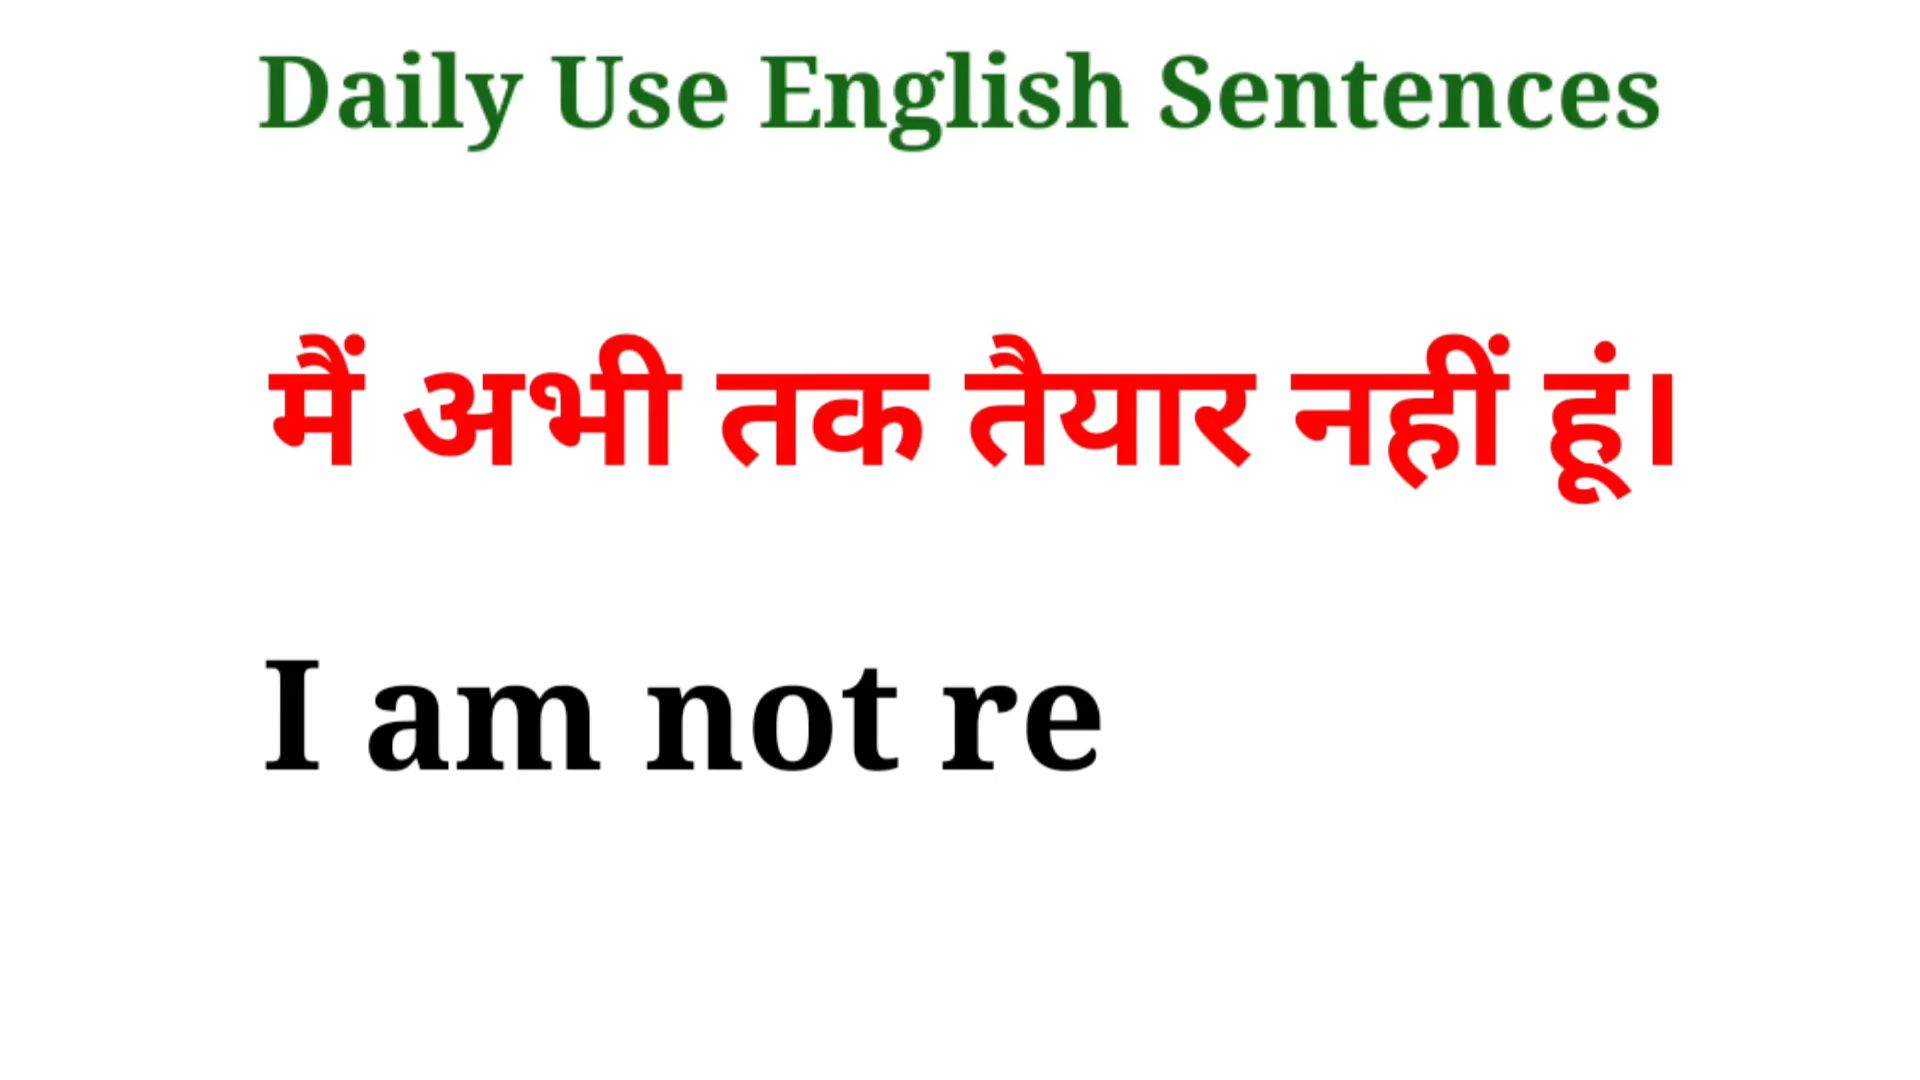 Daily Use English Sentences
मैं अभी तक तैयार नहीं हूं।
I am not re